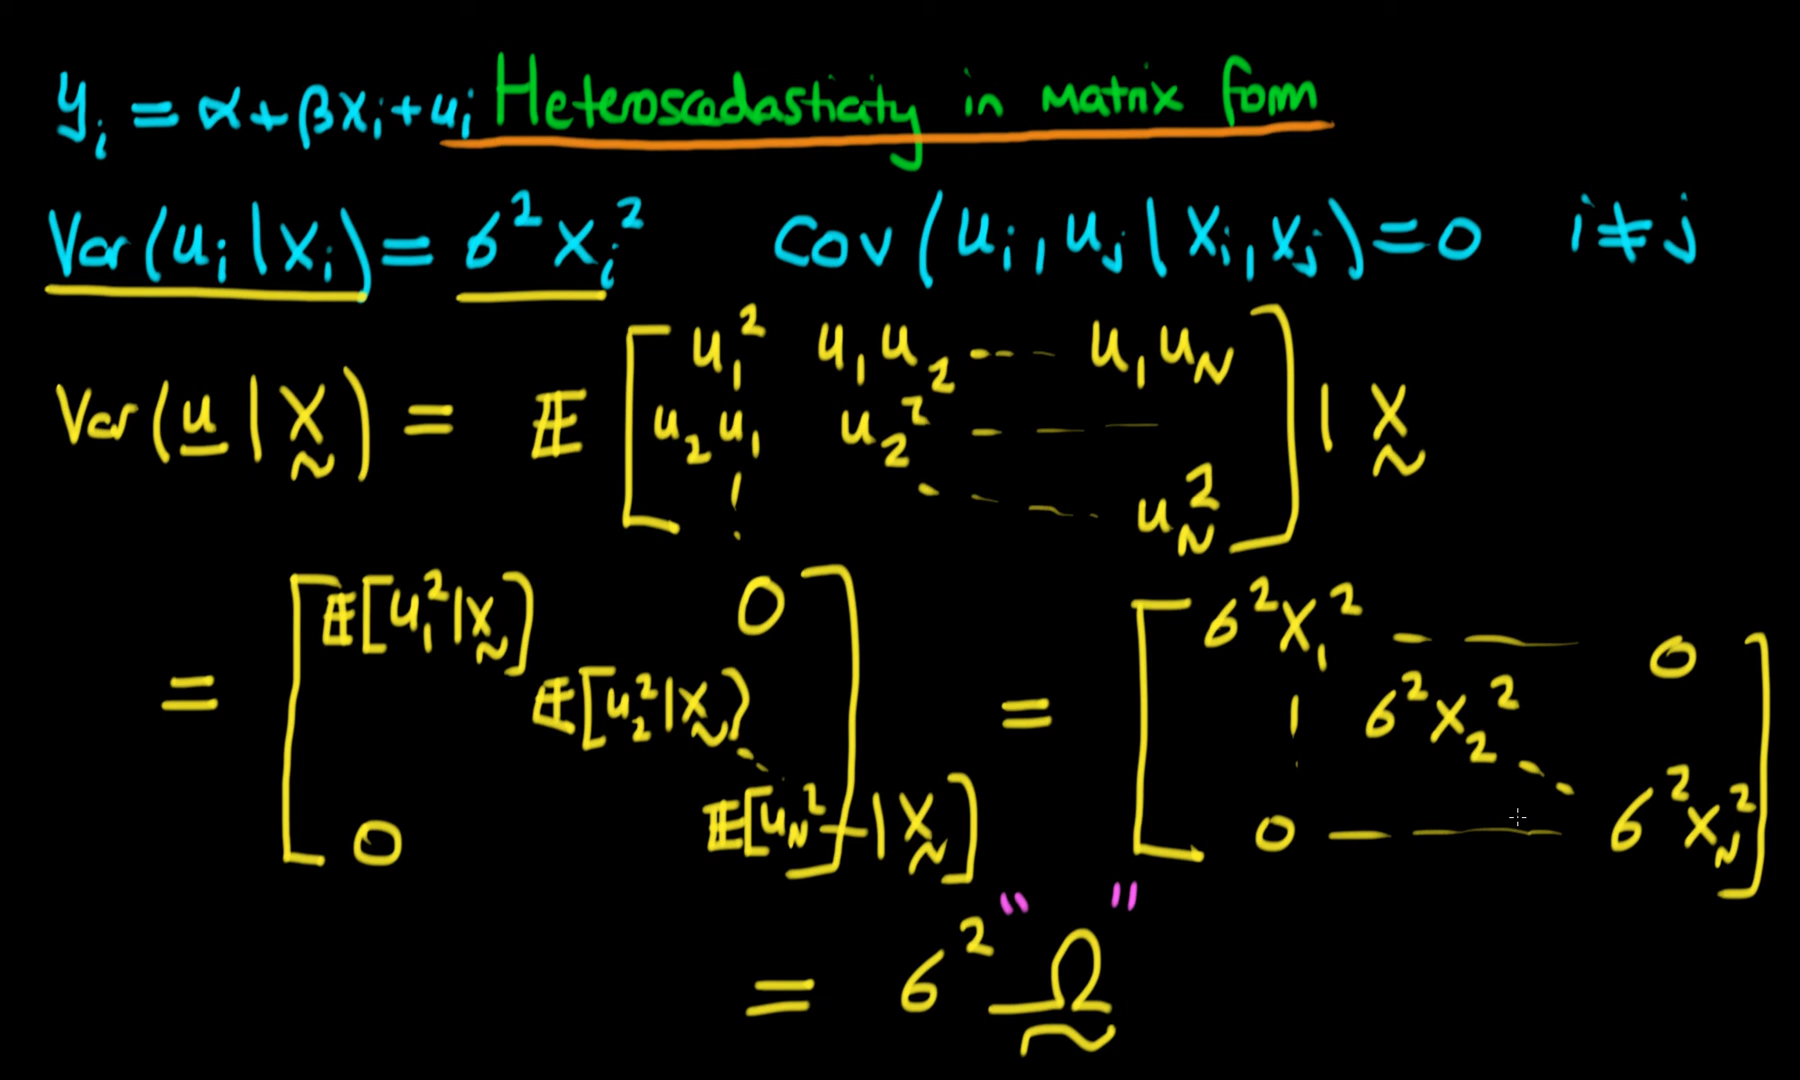 yᵢ = α + βxᵢ + uᵢ Heteroscedasticity in matrix form
Var(uᵢ|xᵢ) = σ²xᵢ² Cov(uᵢ, uⱼ|xᵢ, xⱼ) = 0 i ≠ j
Var(u|X) = 𝔼 [u₁² u₁u₂ --- u₁u_N
u₂u₁ u₂² ---
u_N²] | X
= [𝔼[u₁²|X] 0
𝔼[u₂²|X)
0 𝔼[u_N²|X]] = [σ²x₁² --- 0
σ²x₂²
0 --- σ²x_N²]
= σ² "Ω"